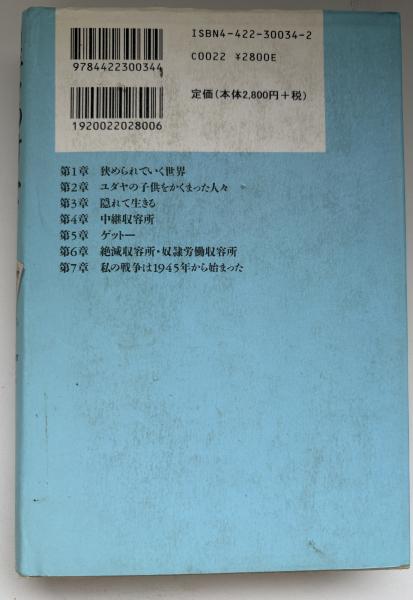 ISBN4-422-30034-2
C0022 ¥2800E
9784422300344
定価(本体2,800円+税)
1920022028006
第1章 狭められていく世界
第2章 ユダヤの子供をかくまった人々
第3章 隠れて生きる
第4章 中継収容所
第5章 ゲットー
第6章 絶滅収容所・奴隷労働収容所
第7章 私の戦争は1945年から始まった